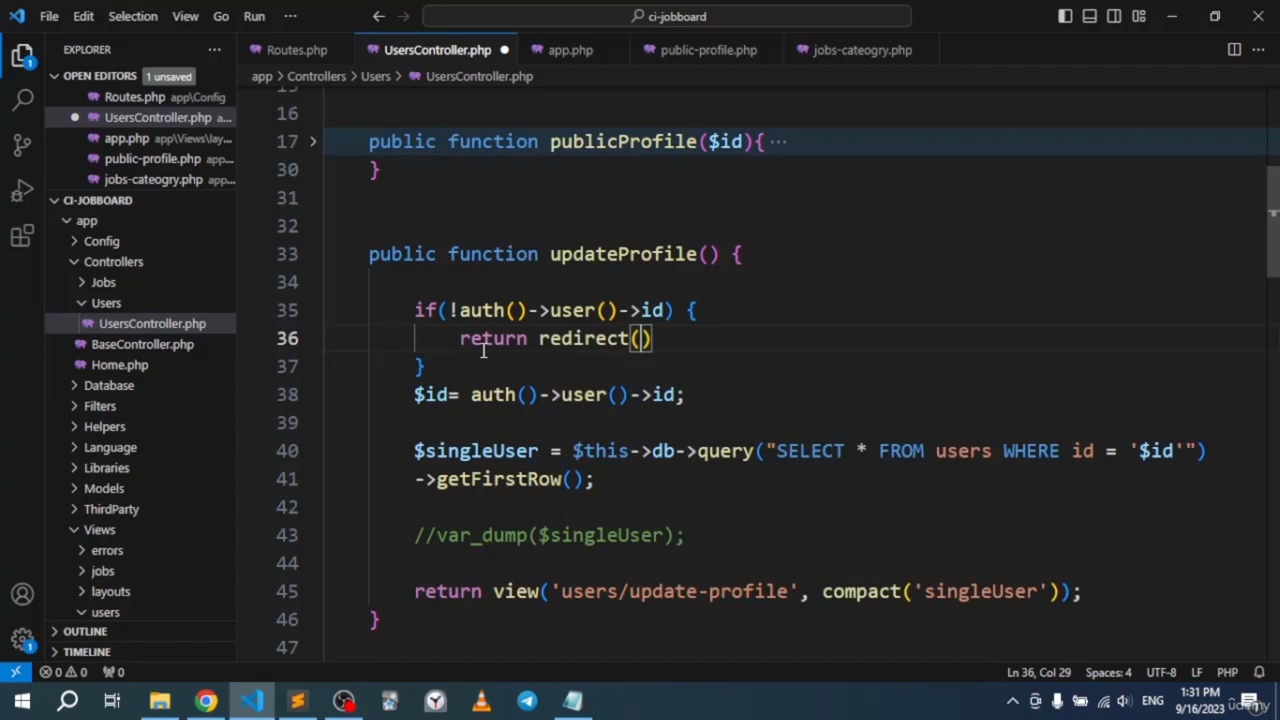 File Edit Selection View Go Run ··· ci-jobboard
EXPLORER ···
Routes.php UsersController.php app.php public-profile.php jobs-cateogry.php
OPEN EDITORS 1 unsaved
Routes.php app\Config
UsersController.php a...
app.php app\Views\lay...
public-profile.php app...
jobs-cateogry.php app...
CI-JOBBOARD
app
Config
Controllers
Jobs
Users
UsersController.php
BaseController.php
Home.php
Database
Filters
Helpers
Language
Libraries
Models
ThirdParty
Views
errors
jobs
layouts
users
OUTLINE
TIMELINE
app > Controllers > Users > UsersController.php
15
16
17 public function publicProfile($id){ ···
30 }
31
32
33 public function updateProfile() {
34
35 if(!auth()->user()->id) {
36 return redirect()
37 }
38 $id= auth()->user()->id;
39
40 $singleUser = $this->db->query("SELECT * FROM users WHERE id = '$id'")
41 ->getFirstRow();
42
43 //var_dump($singleUser);
44
45 return view('users/update-profile', compact('singleUser'));
46 }
47
1
1
0 0 0 Ln 36, Col 29 Spaces: 4 UTF-8 LF PHP
ENG 1:31 PM
9/16/2023
udemy